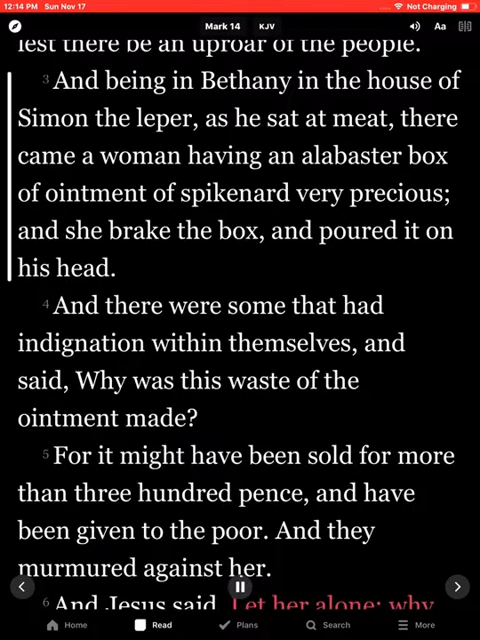 12:14 PM Sun Nov 17
Not Charging
Mark 14 KJV
Aa
lest there be an uproar of the people.
3 And being in Bethany in the house of
Simon the leper, as he sat at meat, there
came a woman having an alabaster box
of ointment of spikenard very precious;
and she brake the box, and poured it on
his head.
4 And there were some that had
indignation within themselves, and
said, Why was this waste of the
ointment made?
5 For it might have been sold for more
than three hundred pence, and have
been given to the poor. And they
murmured against her.
6 And Jesus said, Let her alone; why
Home Read Plans Search More